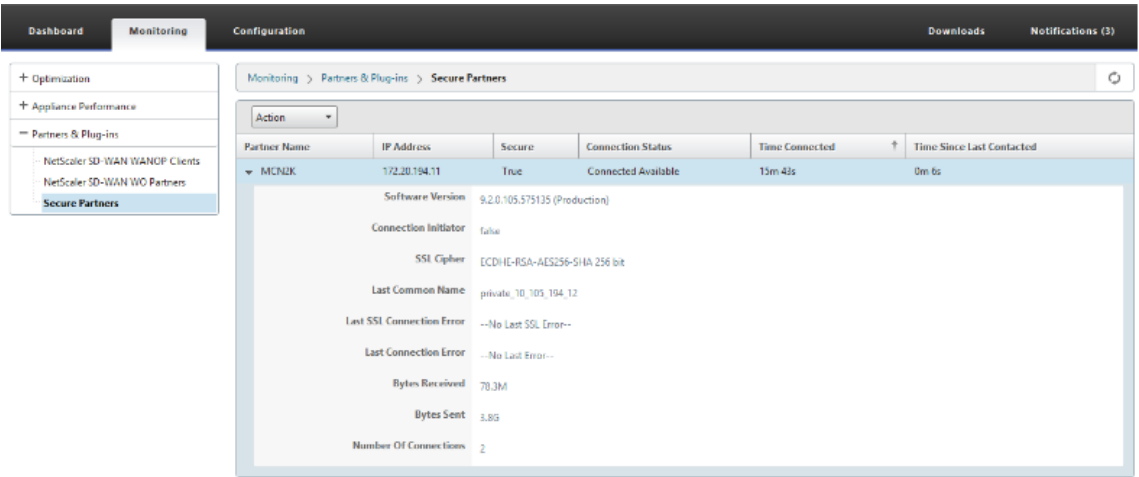 Dashboard Monitoring Configuration Downloads Notifications (3)
+ Optimization
+ Appliance Performance
− Partners & Plug-ins
NetScaler SD-WAN WANOP Clients
NetScaler SD-WAN WO Partners
Secure Partners
Monitoring > Partners & Plug-ins > Secure Partners
Action
Partner Name IP Address Secure Connection Status Time Connected ↑ Time Since Last Contacted
MCN2K 172.20.194.11 True Connected Available 15m 43s 0m 6s
Software Version 9.2.0.105.575135 (Production)
Connection Initiator false
SSL Cipher ECDHE-RSA-AES256-SHA 256 bit
Last Common Name private_10_105_194_12
Last SSL Connection Error --No Last SSL Error--
Last Connection Error --No Last Error--
Bytes Received 78.3M
Bytes Sent 3.8G
Number Of Connections 2